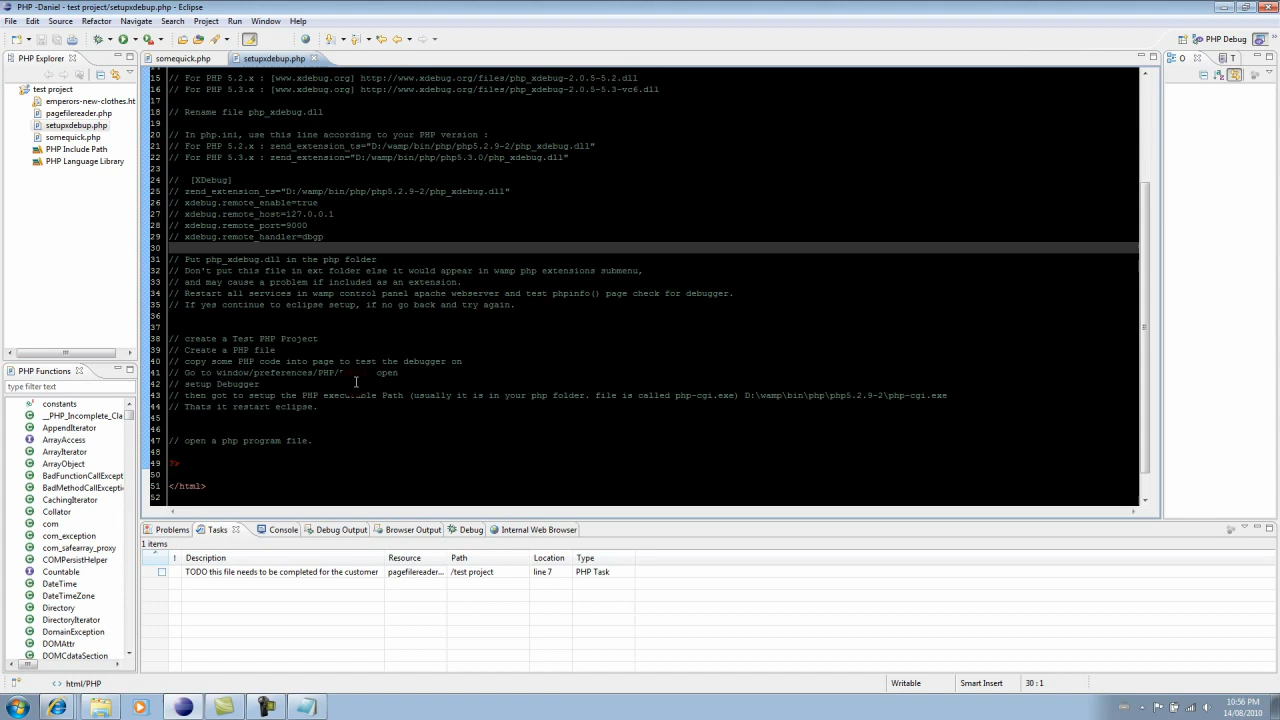 PHP -Daniel - test project/setupxdebup.php - Eclipse
File Edit Source Refactor Navigate Search Project Run Window Help
PHP Debug
PHP Explorer
test project
emperors-new-clothes.ht
pagefilereader.php
setupxdebup.php
somequick.php
PHP Include Path
PHP Language Library
PHP Functions
type filter text
constants
__PHP_Incomplete_Cla
AppendIterator
ArrayAccess
ArrayIterator
ArrayObject
BadFunctionCallExcept
BadMethodCallExceptic
CachingIterator
Collator
com
com_exception
com_safearray_proxy
COMPersistHelper
Countable
DateTime
DateTimeZone
Directory
DirectoryIterator
DomainException
DOMAttr
DOMCdataSection
somequick.php setupxdebup.php
15 // For PHP 5.2.x : [www.xdebug.org] http://www.xdebug.org/files/php_xdebug-2.0.5-5.2.dll
16 // For PHP 5.3.x : [www.xdebug.org] http://www.xdebug.org/files/php_xdebug-2.0.5-5.3-vc6.dll
17
18 // Rename file php_xdebug.dll
19
20 // In php.ini, use this line according to your PHP version :
21 // For PHP 5.2.x : zend_extension_ts="D:/wamp/bin/php/php5.2.9-2/php_xdebug.dll"
22 // For PHP 5.3.x : zend_extension="D:/wamp/bin/php/php5.3.0/php_xdebug.dll"
23
24 // [XDebug]
25 // zend_extension_ts="D:/wamp/bin/php/php5.2.9-2/php_xdebug.dll"
26 // xdebug.remote_enable=true
27 // xdebug.remote_host=127.0.0.1
28 // xdebug.remote_port=9000
29 // xdebug.remote_handler=dbgp
30
31 // Put php_xdebug.dll in the php folder
32 // Don't put this file in ext folder else it would appear in wamp php extensions submenu,
33 // and may cause a problem if included as an extension.
34 // Restart all services in wamp control panel apache webserver and test phpinfo() page check for debugger.
35 // If yes continue to eclipse setup, if no go back and try again.
36
37
38 // create a Test PHP Project
39 // Create a PHP file
40 // copy some PHP code into page to test the debugger on
41 // Go to window/preferences/PHP/ open
42 // setup Debugger
43 // then got to setup the PHP executable Path (usually it is in your php folder. file is called php-cgi.exe) D:\wamp\bin\php\php5.2.9-2\php-cgi.exe
44 // Thats it restart eclipse.
45
46
47 // open a php program file.
48
49 ?>
50
51 </html>
52
O T
Problems Tasks Console Debug Output Browser Output Debug Internal Web Browser
1 items
! Description Resource Path Location Type
TODO this file needs to be completed for the customer pagefilereader... /test project line 7 PHP Task
html/PHP Writable Smart Insert 30 : 1
10:56 PM
14/08/2010